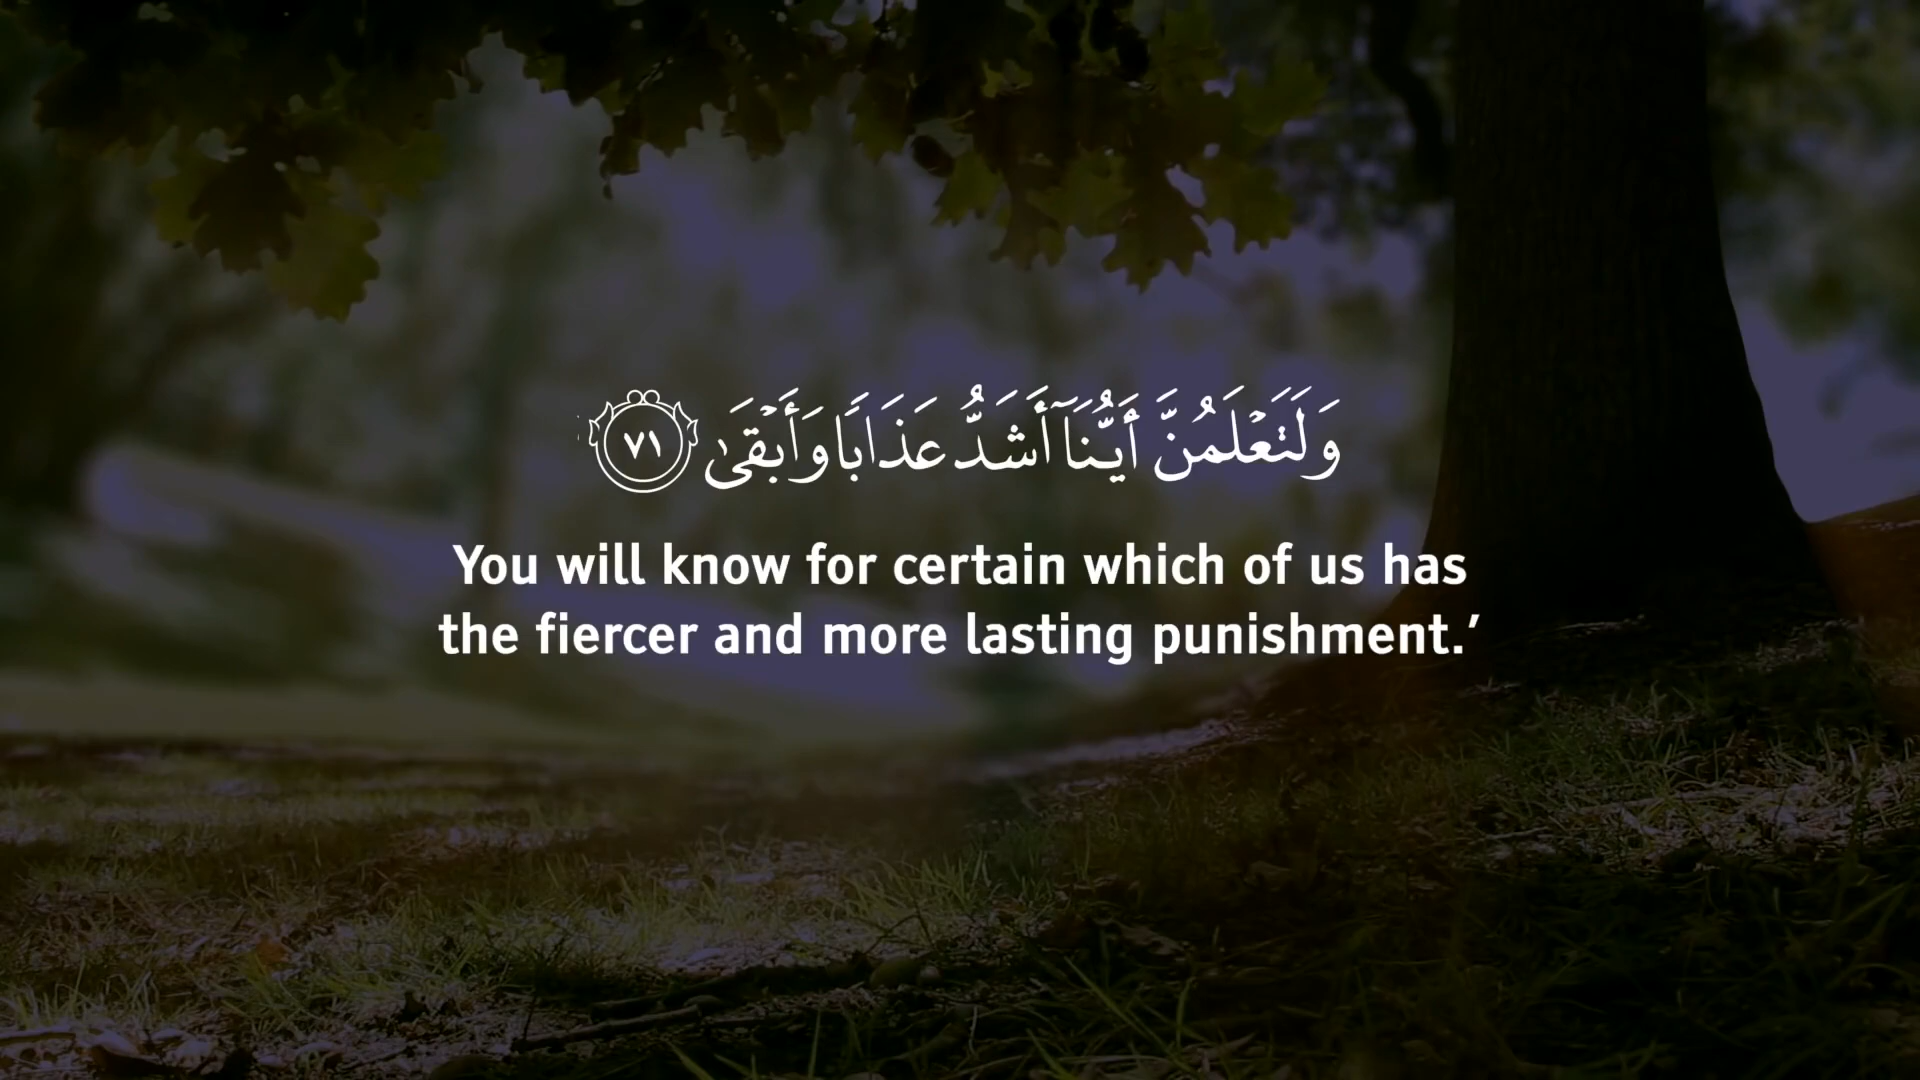 وَلَتَعْلَمُنَّ أَيُّنَآ أَشَدُّ عَذَابًا وَأَبْقَىٰ ٧١
You will know for certain which of us has
the fiercer and more lasting punishment.’